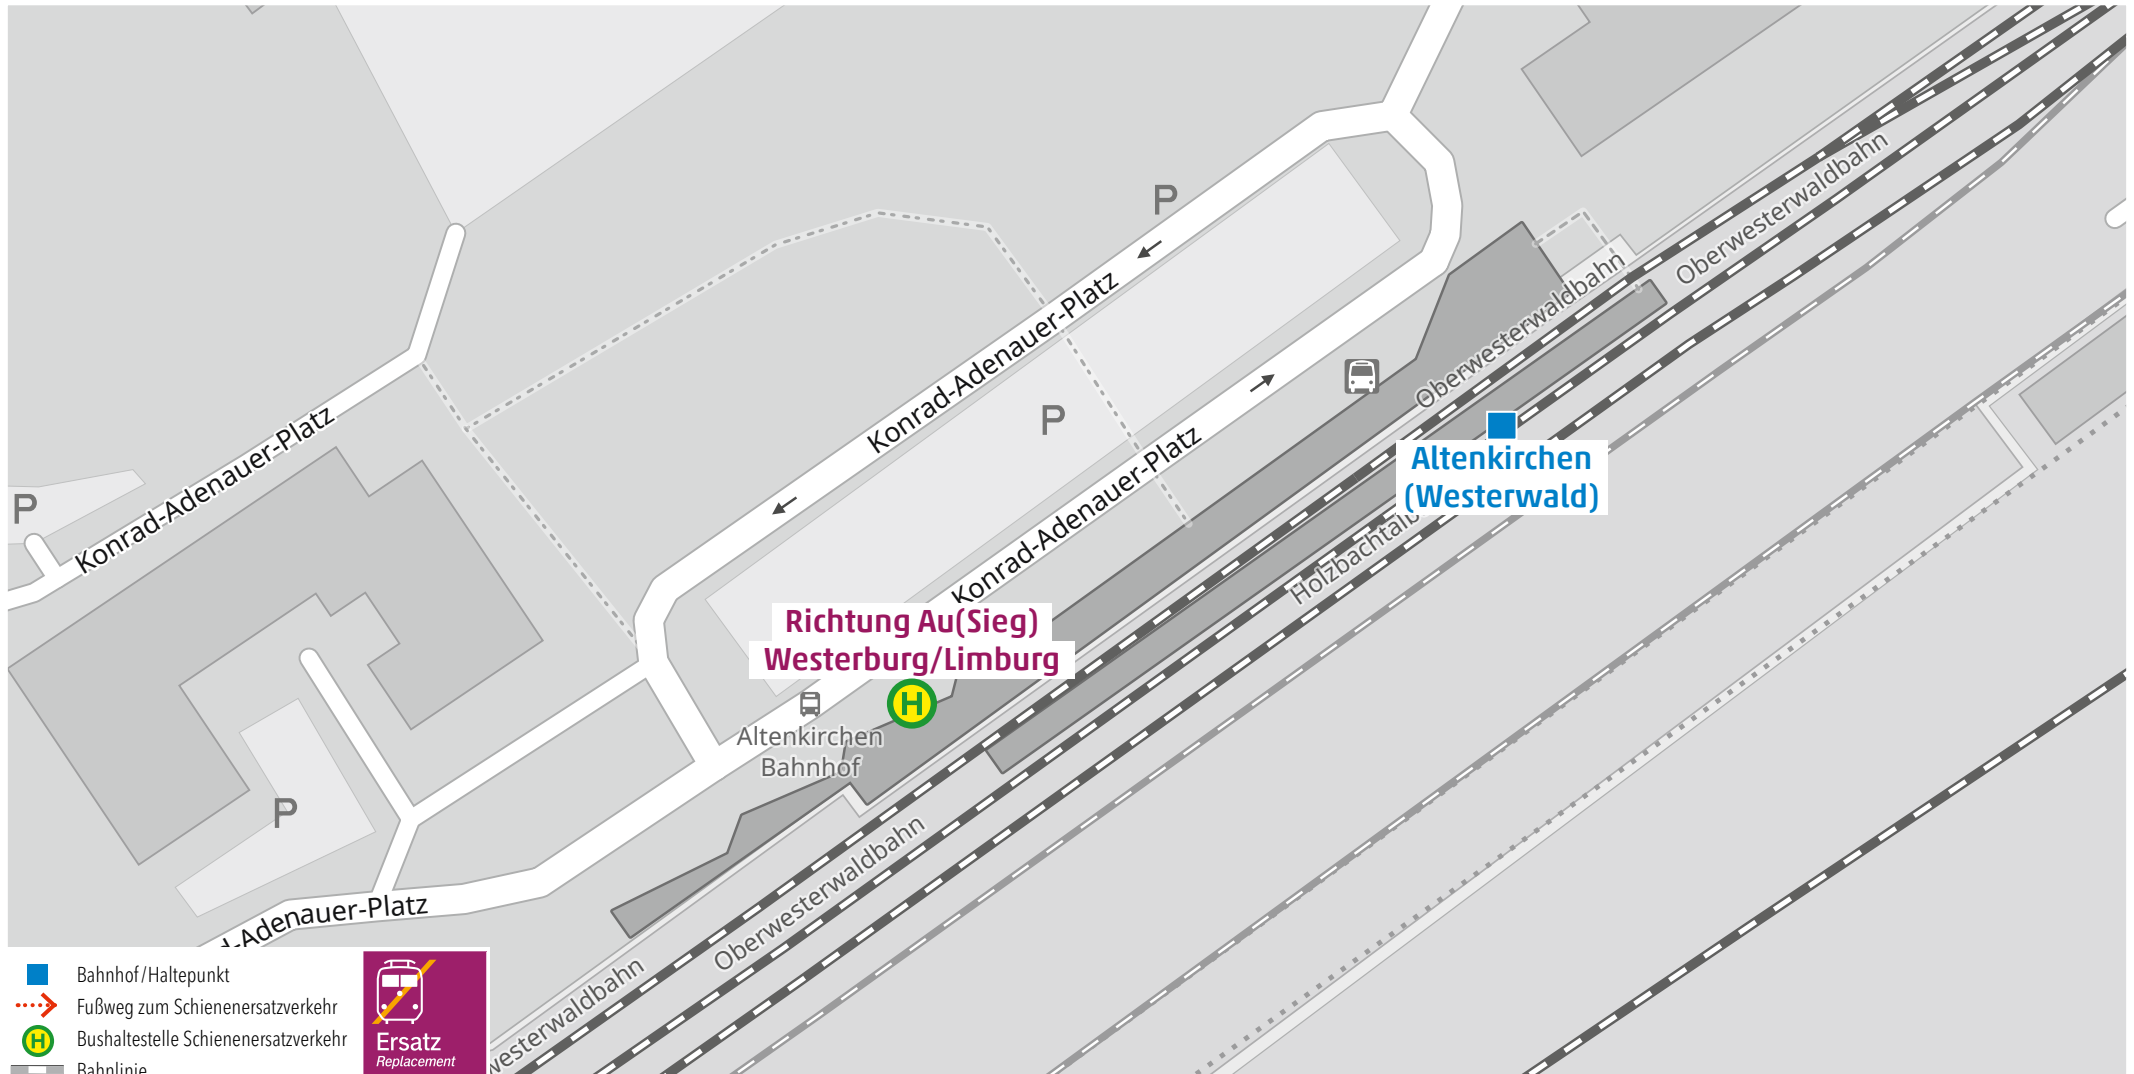 P
Oberwesterwaldbahn
Oberwesterwaldbahn
Konrad-Adenauer-Platz
P
Konrad-Adenauer-Platz
Konrad-Adenauer-Platz
P
Altenkirchen
(Westerwald)
Holzbachtalb
Richtung Au(Sieg)
Westerburg/Limburg
H
Altenkirchen
Bahnhof
P
Oberwesterwaldbahn
d-Adenauer-Platz
westerwaldbahn
Bahnhof/Haltepunkt
Fußweg zum Schienenersatzverkehr
H
Bushaltestelle Schienenersatzverkehr
Bahnlinie
Ersatz
Replacement